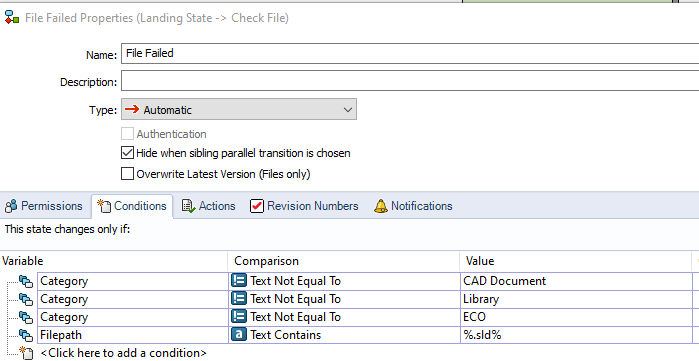 File Failed Properties (Landing State -> Check File)
Name: File Failed
Description:
Type: Automatic
Authentication
Hide when sibling parallel transition is chosen
Overwrite Latest Version (Files only)
Permissions Conditions Actions Revision Numbers Notifications
This state changes only if:
Variable Comparison Value
Category Text Not Equal To CAD Document
Category Text Not Equal To Library
Category Text Not Equal To ECO
Filepath Text Contains %.sld%
<Click here to add a condition>